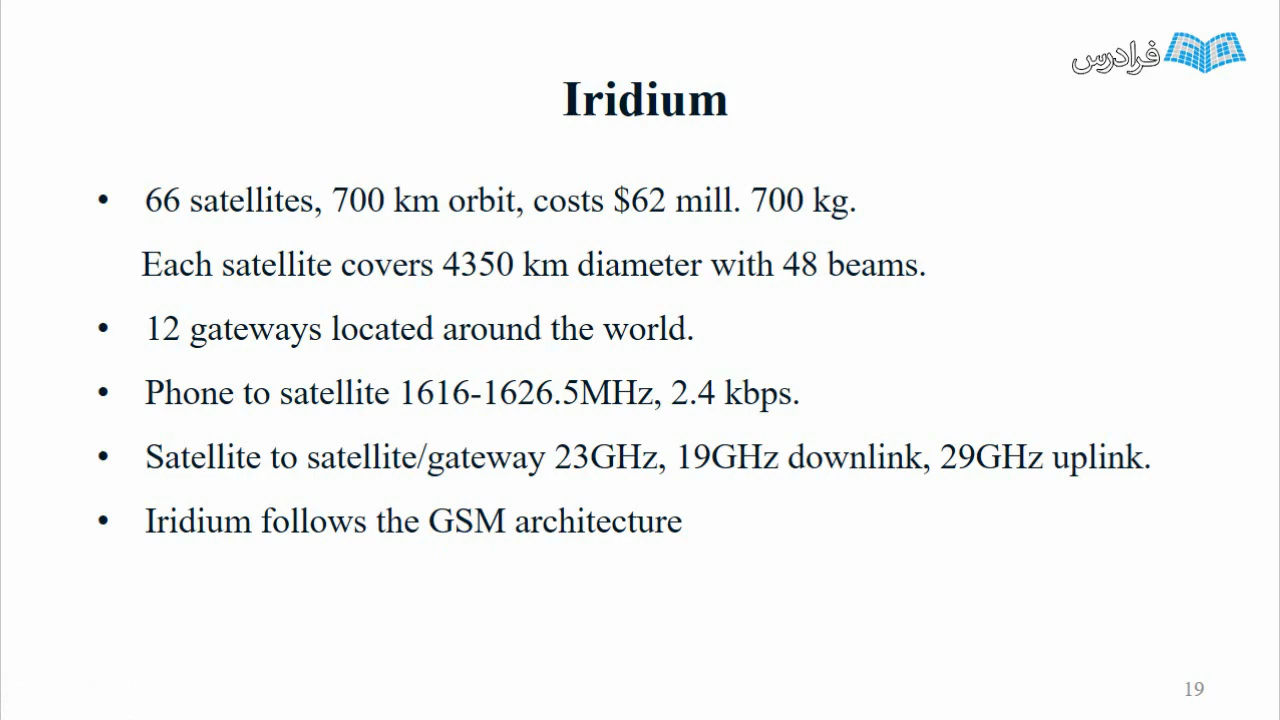 فرادرس
Iridium
• 66 satellites, 700 km orbit, costs $62 mill. 700 kg.
Each satellite covers 4350 km diameter with 48 beams.
• 12 gateways located around the world.
• Phone to satellite 1616-1626.5MHz, 2.4 kbps.
• Satellite to satellite/gateway 23GHz, 19GHz downlink, 29GHz uplink.
• Iridium follows the GSM architecture
19